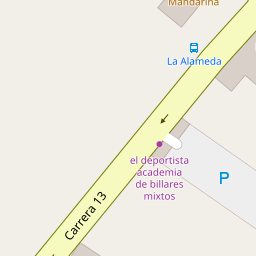 Mandarina
La Alameda
el deportista
academia
de billares
mixtos
P
Carrera 13